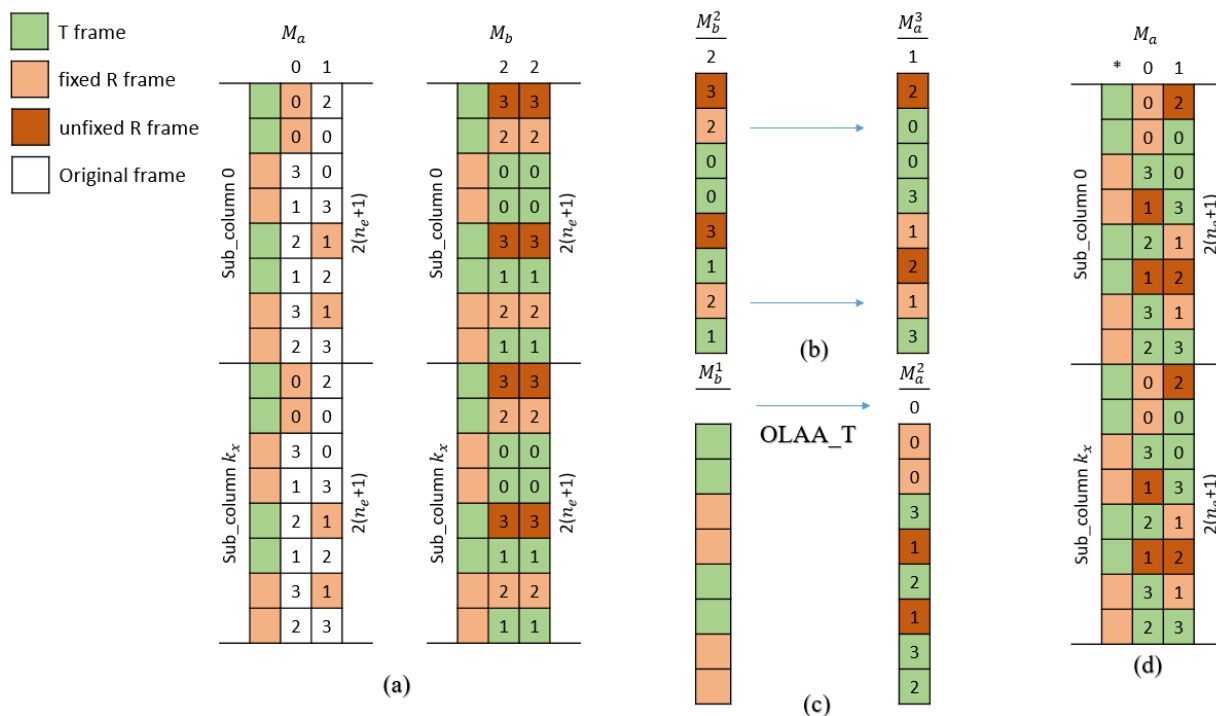 T frame
fixed R frame
unfixed R frame
Original frame
M_a
0 1
Sub_column 0
0 2
0 0
3 0
1 3
2 1
1 2
3 1
2 3
2(n_e+1)
Sub_column k_x
0 2
0 0
3 0
1 3
2 1
1 2
3 1
2 3
2(n_e+1)
M_b
2 2
3 3
2 2
0 0
0 0
3 3
1 1
2 2
1 1
2(n_e+1)
3 3
2 2
0 0
0 0
3 3
1 1
2 2
1 1
2(n_e+1)
(a)
M_b^2
2
3
2
0
0
3
1
2
1
M_a^3
1
2
0
0
3
1
2
1
3
(b)
M_b^1
OLAA_T
M_a^2
0
0
0
3
1
2
1
3
2
(c)
M_a
* 0 1
Sub_column 0
0 2
0 0
3 0
1 3
2 1
1 2
3 1
2 3
2(n_a+1)
Sub_column k_x
0 2
0 0
3 0
1 3
2 1
1 2
3 1
2 3
2(n_a+1)
(d)